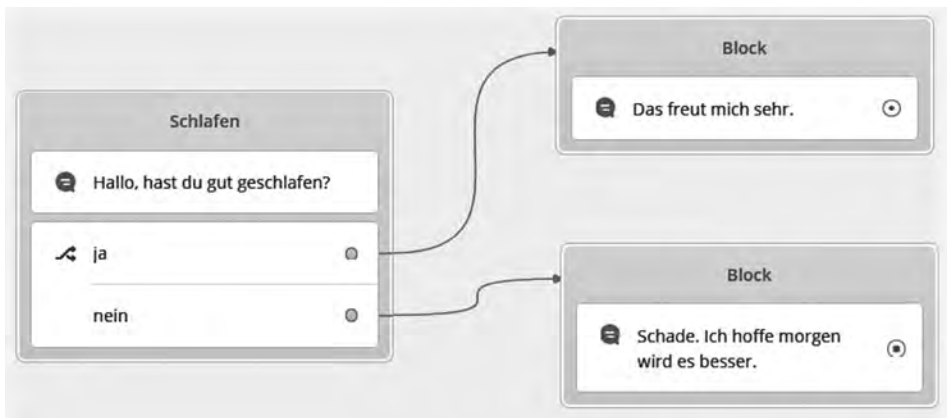 Schlafen
Hallo, hast du gut geschlafen?
ja
nein
Block
Das freut mich sehr.
Block
Schade. Ich hoffe morgen
wird es besser.